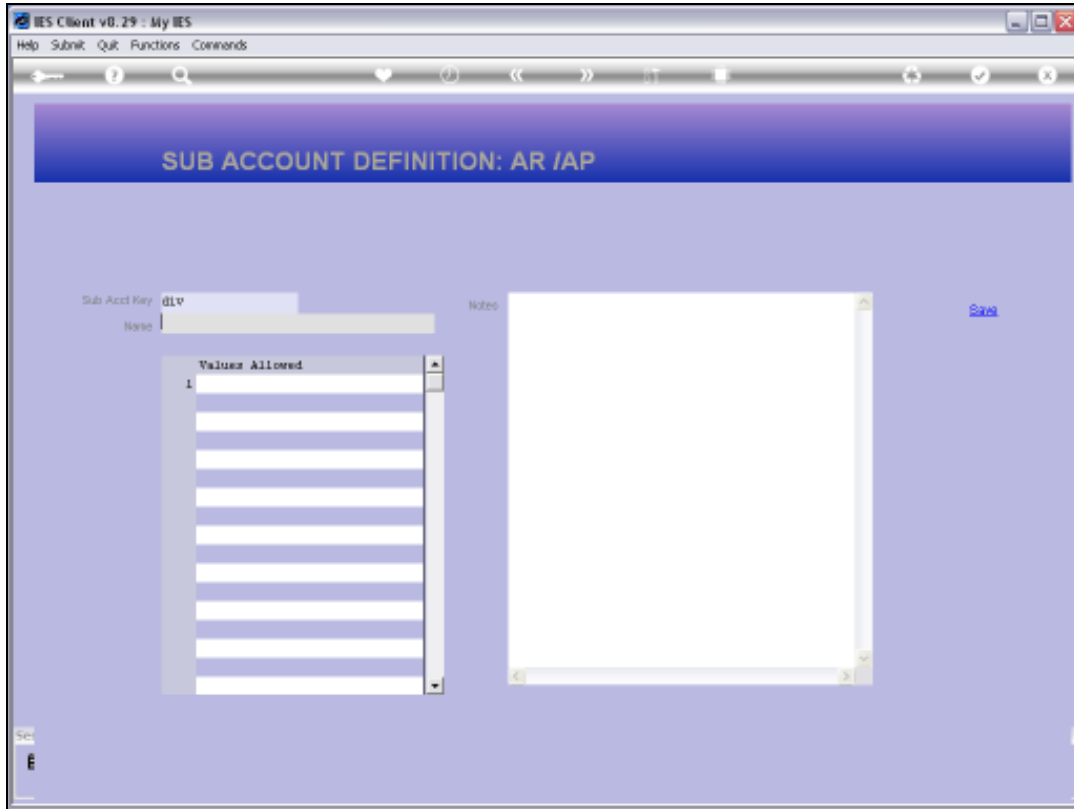 IES Client v8.29 : My IES
Help Submit Quit Functions Commands
SUB ACCOUNT DEFINITION: AR /AP
Sub Acct Key div
Name
Notes
Save
Values Allowed
1